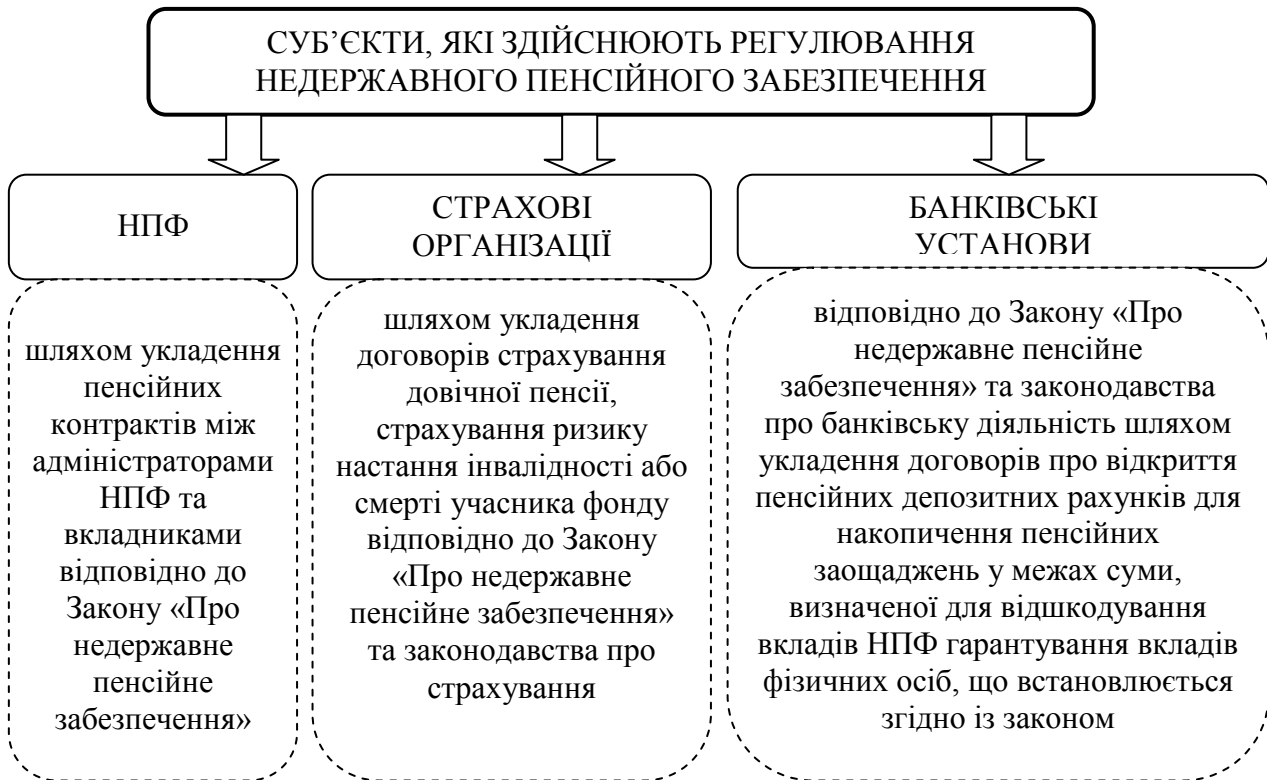 СУБ’ЄКТИ, ЯКІ ЗДІЙСНЮЮТЬ РЕГУЛЮВАННЯ
НЕДЕРЖАВНОГО ПЕНСІЙНОГО ЗАБЕЗПЕЧЕННЯ
НПФ
шляхом укладення
пенсійних
контрактів між
адміністраторами
НПФ та
вкладниками
відповідно до
Закону «Про
недержавне
пенсійне
забезпечення»
СТРАХОВІ
ОРГАНІЗАЦІЇ
шляхом укладення
договорів страхування
довічної пенсії,
страхування ризику
настання інвалідності або
смерті учасника фонду
відповідно до Закону
«Про недержавне
пенсійне забезпечення»
та законодавства про
страхування
БАНКІВСЬКІ
УСТАНОВИ
відповідно до Закону «Про
недержавне пенсійне
забезпечення» та законодавства
про банківську діяльність шляхом
укладення договорів про відкриття
пенсійних депозитних рахунків для
накопичення пенсійних
заощаджень у межах суми,
визначеної для відшкодування
вкладів НПФ гарантування вкладів
фізичних осіб, що встановлюється
згідно із законом